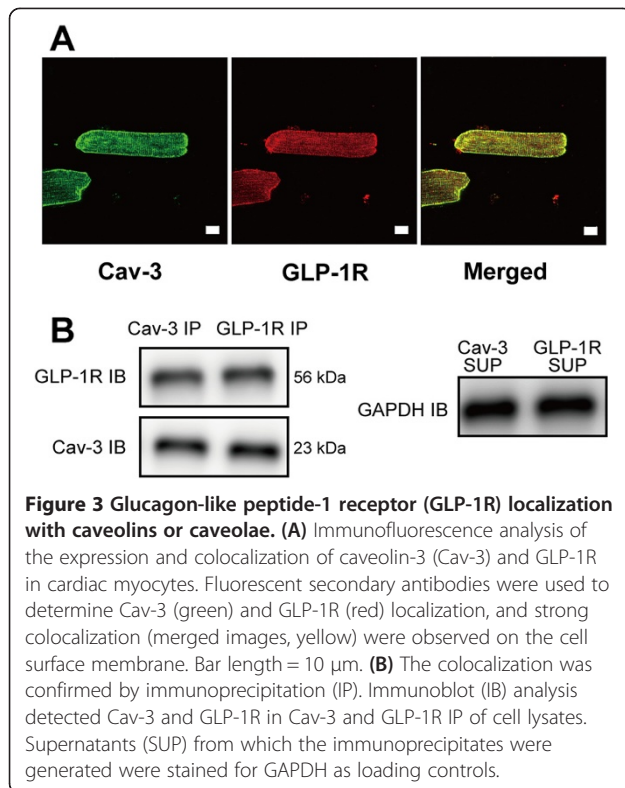 A
Cav-3 GLP-1R Merged
B
Cav-3 IP GLP-1R IP
GLP-1R IB 56 kDa
Cav-3 IB 23 kDa
Cav-3 SUP GLP-1R SUP
GAPDH IB
Figure 3 Glucagon-like peptide-1 receptor (GLP-1R) localization
with caveolins or caveolae. (A) Immunofluorescence analysis of
the expression and colocalization of caveolin-3 (Cav-3) and GLP-1R
in cardiac myocytes. Fluorescent secondary antibodies were used to
determine Cav-3 (green) and GLP-1R (red) localization, and strong
colocalization (merged images, yellow) were observed on the cell
surface membrane. Bar length = 10 μm. (B) The colocalization was
confirmed by immunoprecipitation (IP). Immunoblot (IB) analysis
detected Cav-3 and GLP-1R in Cav-3 and GLP-1R IP of cell lysates.
Supernatants (SUP) from which the immunoprecipitates were
generated were stained for GAPDH as loading controls.